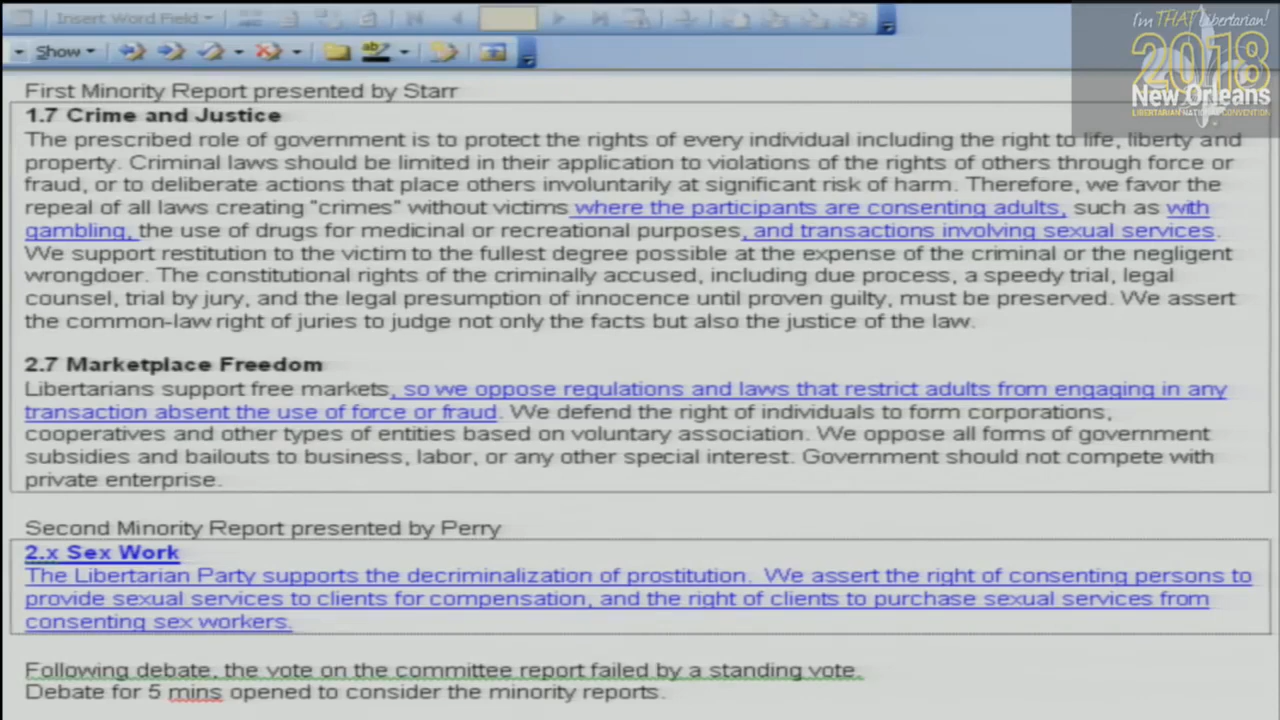 Insert Word Field
I'm THAT Libertarian!
2018
New Orleans
LIBERTARIAN NATIONAL CONVENTION
Show
First Minority Report presented by Starr
1.7 Crime and Justice
The prescribed role of government is to protect the rights of every individual including the right to life, liberty and
property. Criminal laws should be limited in their application to violations of the rights of others through force or
fraud, or to deliberate actions that place others involuntarily at significant risk of harm. Therefore, we favor the
repeal of all laws creating "crimes" without victims where the participants are consenting adults, such as with
gambling, the use of drugs for medicinal or recreational purposes, and transactions involving sexual services.
We support restitution to the victim to the fullest degree possible at the expense of the criminal or the negligent
wrongdoer. The constitutional rights of the criminally accused, including due process, a speedy trial, legal
counsel, trial by jury, and the legal presumption of innocence until proven guilty, must be preserved. We assert
the common-law right of juries to judge not only the facts but also the justice of the law.
2.7 Marketplace Freedom
Libertarians support free markets, so we oppose regulations and laws that restrict adults from engaging in any
transaction absent the use of force or fraud. We defend the right of individuals to form corporations,
cooperatives and other types of entities based on voluntary association. We oppose all forms of government
subsidies and bailouts to business, labor, or any other special interest. Government should not compete with
private enterprise.
Second Minority Report presented by Perry
2.x Sex Work
The Libertarian Party supports the decriminalization of prostitution. We assert the right of consenting persons to
provide sexual services to clients for compensation, and the right of clients to purchase sexual services from
consenting sex workers.
Following debate, the vote on the committee report failed by a standing vote.
Debate for 5 mins opened to consider the minority reports.